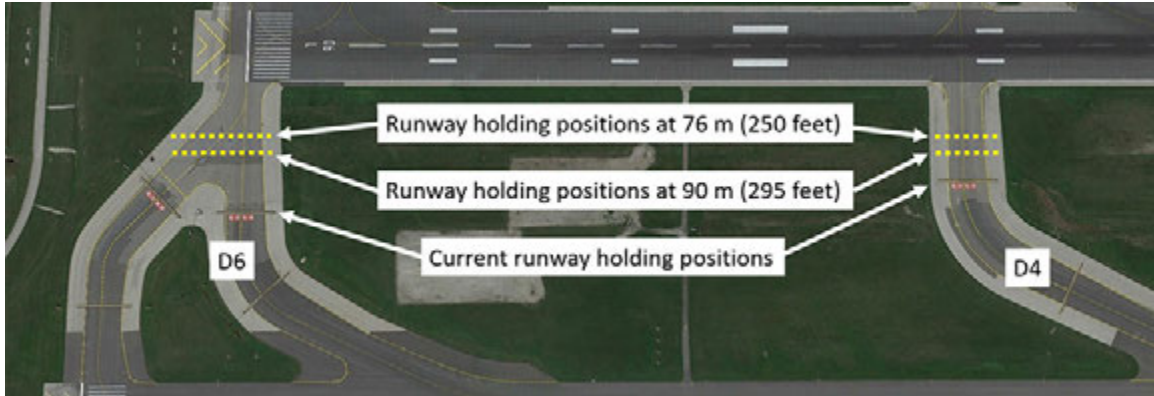 Runway holding positions at 76 m (250 feet)
Runway holding positions at 90 m (295 feet)
Current runway holding positions
D6
D4